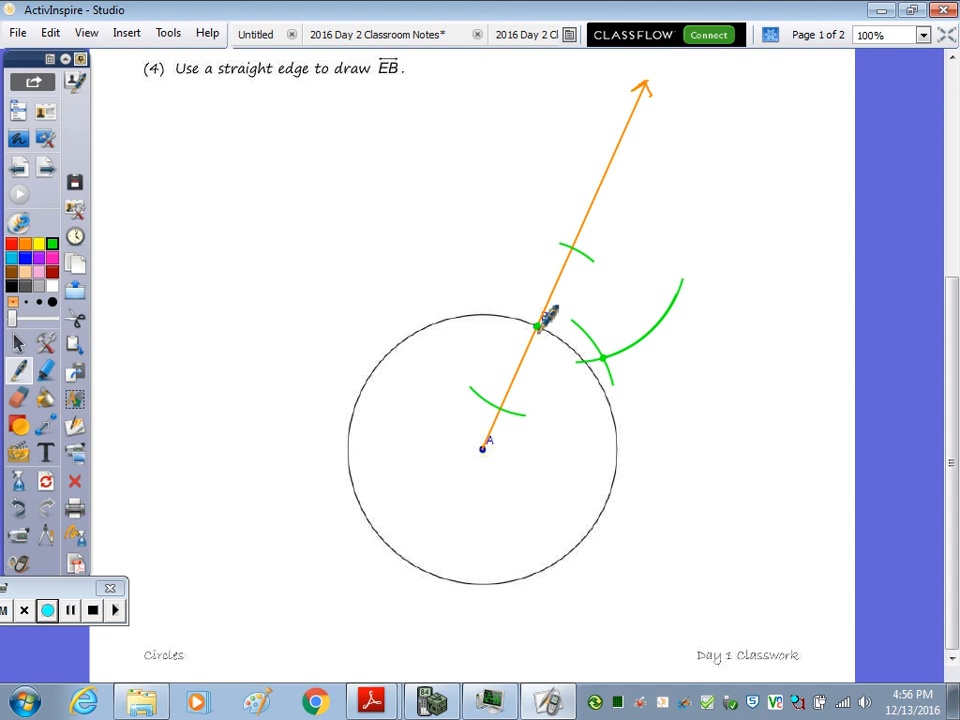 ActivInspire - Studio
File Edit View Insert Tools Help Untitled 2016 Day 2 Classroom Notes* 2016 Day 2 Cl CLASSFLOW Connect Page 1 of 2 100%
(4) Use a straight edge to draw EB.
B
A
M
Circles Day 1 Classwork
84
4:56 PM
12/13/2016